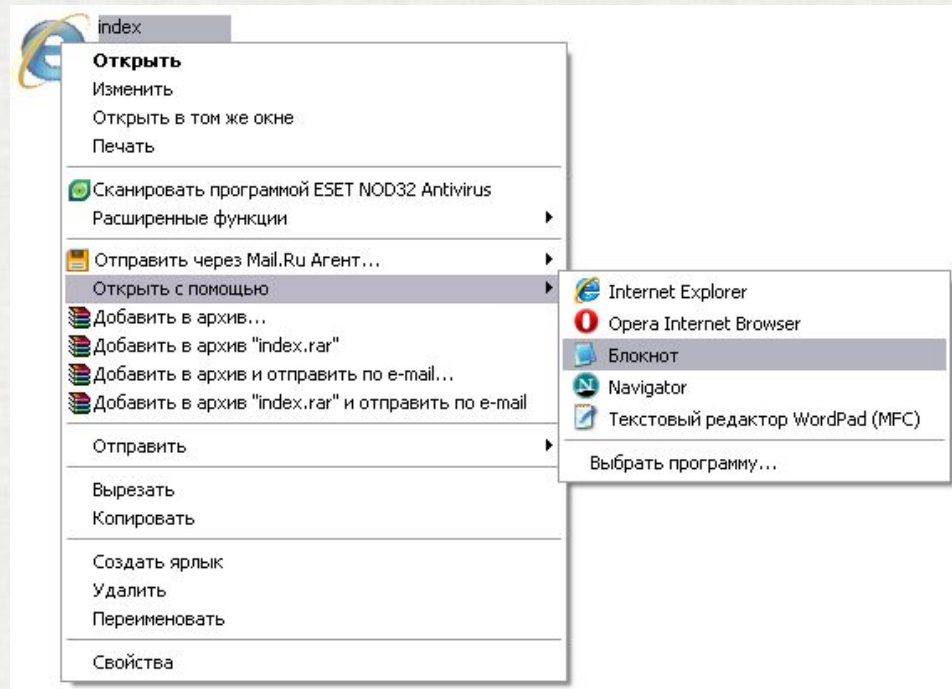 index
Открыть
Изменить
Открыть в том же окне
Печать
Сканировать программой ESET NOD32 Antivirus
Расширенные функции
Отправить через Mail.Ru Агент...
Открыть с помощью
Добавить в архив...
Добавить в архив "index.rar"
Добавить в архив и отправить по e-mail...
Добавить в архив "index.rar" и отправить по e-mail
Отправить
Вырезать
Копировать
Создать ярлык
Удалить
Переименовать
Свойства
Internet Explorer
Opera Internet Browser
Блокнот
Navigator
Текстовый редактор WordPad (MFC)
Выбрать программу...